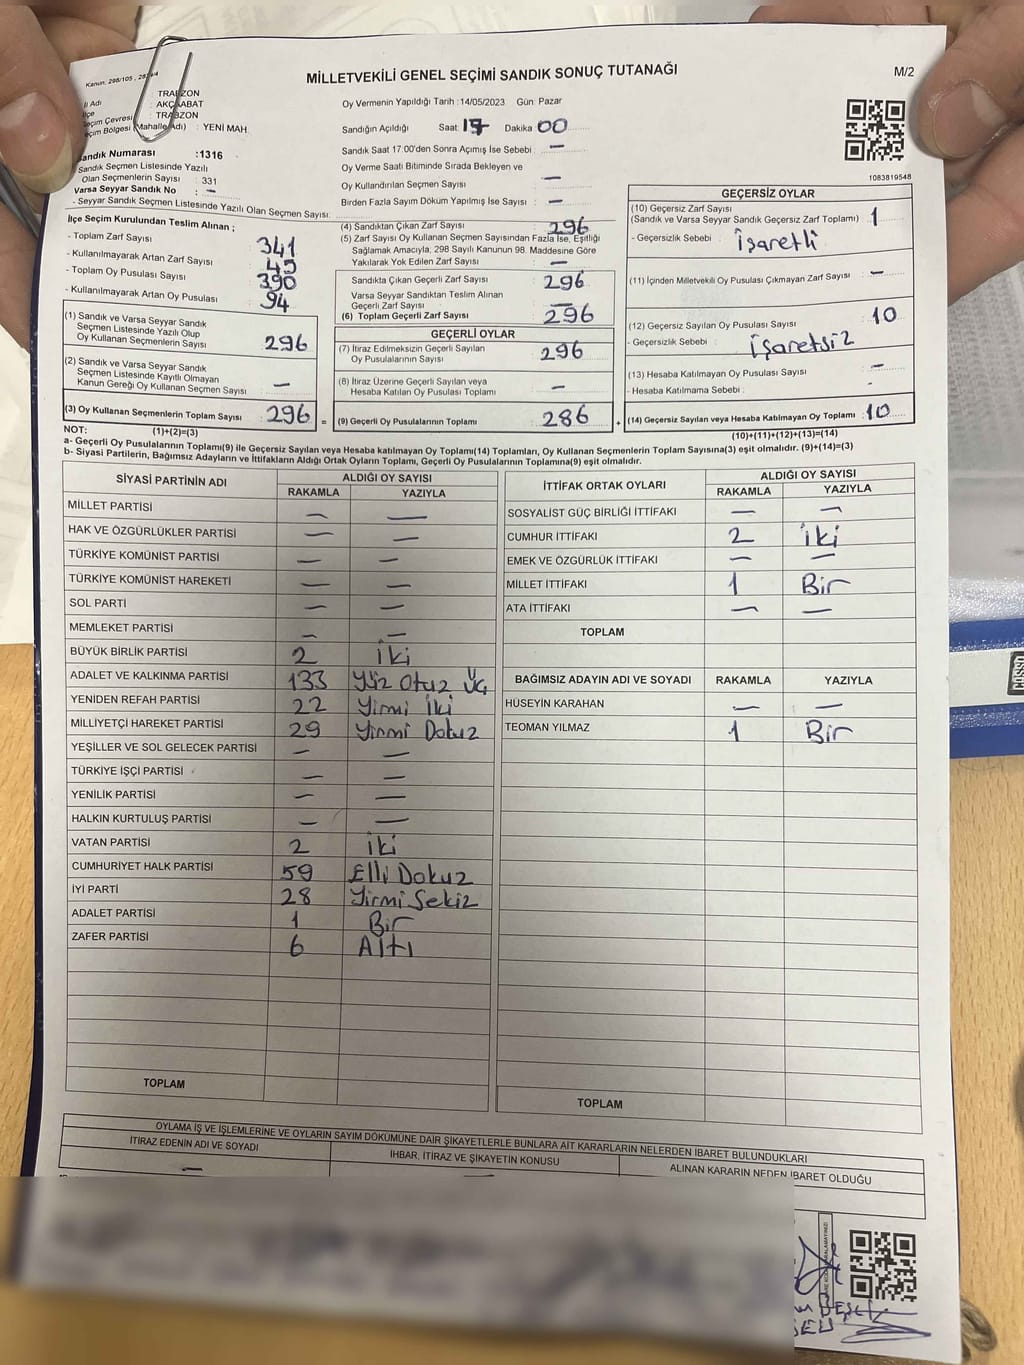 Kanun: 298/105
MİLLETVEKİLİ GENEL SEÇİMİ SANDIK SONUÇ TUTANAĞI
M/2
İl Adı : TRABZON
İlçe : AKÇAABAT
Seçim Çevresi : TRABZON
Seçim Bölgesi (Mahalle Adı) : YENİ MAH.
Sandık Numarası :1316
Sandık Seçmen Listesinde Yazılı
Olan Seçmenlerin Sayısı : 331
Varsa Seyyar Sandık No : —
- Seyyar Sandık Listesinde Yazılı Olan Seçmen Sayısı:
Oy Vermenin Yapıldığı Tarih :14/05/2023 Gün: Pazar
Sandığın Açıldığı Saat: 17 Dakika 00
Sandık Saat 17:00'den Sonra Açımış İse Sebebi : —
Oy Verme Saati Bitiminde Sırada Bekleyen ve
Oy Kullandırılan Seçmen Sayısı —
Birden Fazla Sayım Döküm Yapılmış İse Sayısı : —
1083819548
İlçe Seçim Kurulundan Teslim Alınan ;
- Toplam Zarf Sayısı 341
- Kullanılmayarak Artan Zarf Sayısı : 45
- Toplam Oy Pusulası Sayısı 390
- Kullanılmayarak Artan Oy Pusulası : 94
(1) Sandık ve Varsa Seyyar Sandık
Seçmen Listesinde Yazılı Olup
Oy Kullanan Seçmenlerin Sayısı : 296
(2) Sandık ve Varsa Seyyar Sandık
Seçmen Listesinde Kayıtlı Olmayan
Kanun Gereği Oy Kullanan Seçmen Sayısı : —
(3) Oy Kullanan Seçmenlerin Toplam Sayısı : 296 =
(4) Sandıktan Çıkan Zarf Sayısı : 296
(5) Zarf Sayısı Oy Kullanan Seçmen Sayısından Fazla İse, Eşitliği
Sağlamak Amacıyla; 298 Sayılı Kanunun 98. Maddesine Göre
Yakılarak Yok Edilen Zarf Sayısı : —
Sandıkta Çıkan Geçerli Zarf Sayısı : 296
Varsa Seyyar Sandıktan Teslim Alınan
Geçerli Zarf Sayısı : —
(6) Toplam Geçerli Zarf Sayısı : 296
GEÇERLİ OYLAR
(7) İtiraz Edilmeksizin Geçerli Sayılan
Oy Pusulalarının Sayısı : 296
(8) İtiraz Üzerine Geçerli Sayılan veya
Hesaba Katılan Oy Pusulası Toplamı : —
(9) Geçerli Oy Pusulalarının Toplamı : 286 +
GEÇERSİZ OYLAR
(10) Geçersiz Zarf Sayısı
(Sandık ve Varsa Seyyar Sandık Geçersiz Zarf Toplamı) : 1
- Geçersizlik Sebebi : işaretli
(11) İçinden Milletvekili Oy Pusulası Çıkmayan Zarf Sayısı : —
(12) Geçersiz Sayılan Oy Pusulası Sayısı : 10
- Geçersizlik Sebebi : işaretsiz
(13) Hesaba Katılmayan Oy Pusulası Sayısı : —
- Hesaba Katılmama Sebebi : -
(14) Geçersiz Sayılan veya Hesaba Katılmayan Oy Toplamı : 10
NOT: (1)+(2)=(3)
(10)+(11)+(12)+(13)=(14)
a- Geçerli Oy Pusulalarının Toplamı(9) ile Geçersiz Sayılan veya Hesaba katılmayan Oy Toplamı(14) Toplamları, Oy Kullanan Seçmenlerin Toplam Sayısına(3) eşit olmalıdır. (9)+(14)=(3)
b- Siyasi Partilerin, Bağımsız Adayların ve İttifakların Aldığı Ortak Oyların Toplamı, Geçerli Oy Pusulalarının Toplamına(9) eşit olmalıdır.
SİYASİ PARTİNİN ADI ALDIĞI OY SAYISI
RAKAMLA YAZIYLA
MİLLET PARTİSİ — —
HAK VE ÖZGÜRLÜKLER PARTİSİ — —
TÜRKİYE KOMÜNİST PARTİSİ — —
TÜRKİYE KOMÜNİST HAREKETİ — —
SOL PARTİ — —
MEMLEKET PARTİSİ — —
BÜYÜK BİRLİK PARTİSİ 2 iki
ADALET VE KALKINMA PARTİSİ 133 Yüz Otuz Üç
YENİDEN REFAH PARTİSİ 22 Yirmi İki
MİLLİYETÇİ HAREKET PARTİSİ 29 Yirmi Dokuz
YEŞİLLER VE SOL GELECEK PARTİSİ — —
TÜRKİYE İŞÇİ PARTİSİ — —
YENİLİK PARTİSİ — —
HALKIN KURTULUŞ PARTİSİ — —
VATAN PARTİSİ 2 iki
CUMHURİYET HALK PARTİSİ 59 Elli Dokuz
İYİ PARTİ 28 Yirmi Sekiz
ADALET PARTİSİ 1 Bir
ZAFER PARTİSİ 6 Altı
TOPLAM
İTTİFAK ORTAK OYLARI ALDIĞI OY SAYISI
RAKAMLA YAZIYLA
SOSYALİST GÜÇ BİRLİĞİ İTTİFAKI — —
CUMHUR İTTİFAKI 2 iki
EMEK VE ÖZGÜRLÜK İTTİFAKI — —
MİLLET İTTİFAKI 1 Bir
ATA İTTİFAKI — —
TOPLAM
BAĞIMSIZ ADAYIN ADI VE SOYADI RAKAMLA YAZIYLA
HÜSEYİN KARAHAN — —
TEOMAN YILMAZ 1 Bir
TOPLAM
OYLAMA İŞ VE İŞLEMLERİNE VE OYLARIN SAYIM DÖKÜMÜNE DAİR ŞİKAYETLERLE BUNLARA AİT KARARLARIN NELERDEN İBARET BULUNDUKLARI
İTİRAZ EDENİN ADI VE SOYADI İHBAR, İTİRAZ VE ŞİKAYETİN KONUSU ALINAN KARARIN NEDEN İBARET OLDUĞU
—